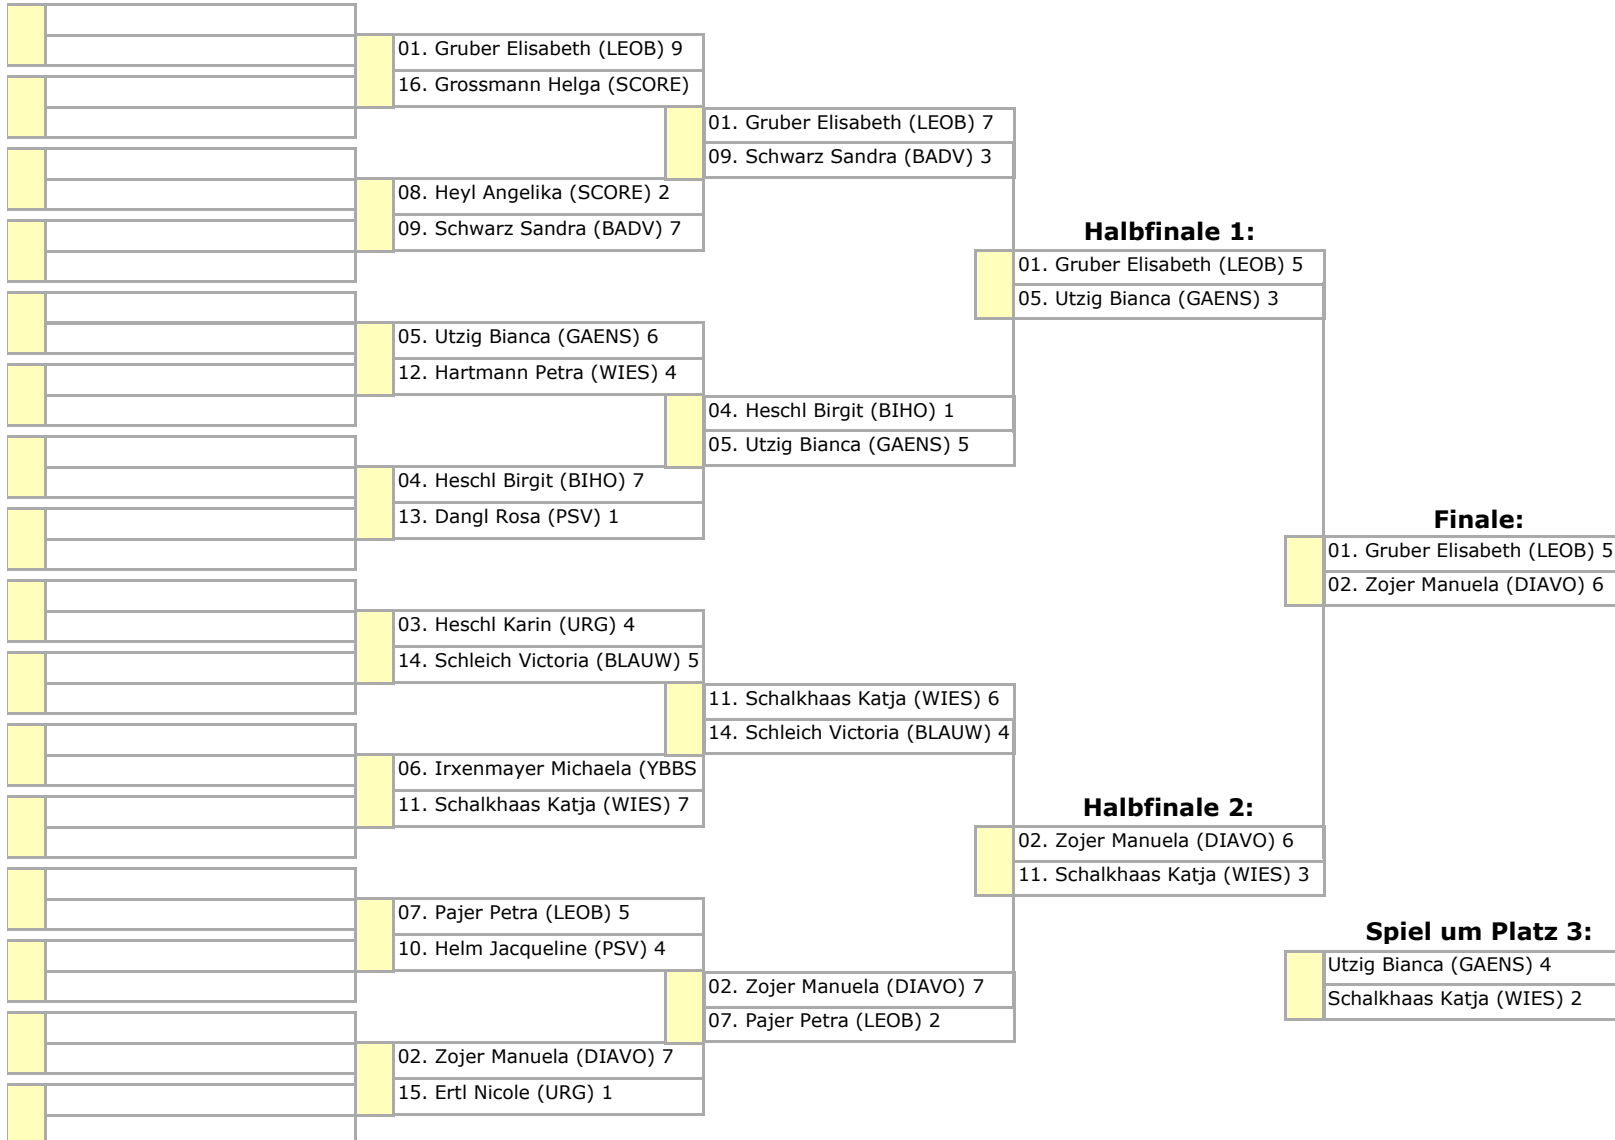 01. Gruber Elisabeth (LEOB) 9
16. Grossmann Helga (SCORE)
08. Heyl Angelika (SCORE) 2
09. Schwarz Sandra (BADV) 7
05. Utzig Bianca (GAENS) 6
12. Hartmann Petra (WIES) 4
04. Heschl Birgit (BIHO) 7
13. Dangl Rosa (PSV) 1
03. Heschl Karin (URG) 4
14. Schleich Victoria (BLAUW) 5
06. Irxenmayer Michaela (YBBS
11. Schalkhaas Katja (WIES) 7
07. Pajer Petra (LEOB) 5
10. Helm Jacqueline (PSV) 4
02. Zojer Manuela (DIAVO) 7
15. Ertl Nicole (URG) 1
01. Gruber Elisabeth (LEOB) 7
09. Schwarz Sandra (BADV) 3
04. Heschl Birgit (BIHO) 1
05. Utzig Bianca (GAENS) 5
11. Schalkhaas Katja (WIES) 6
14. Schleich Victoria (BLAUW) 4
02. Zojer Manuela (DIAVO) 7
07. Pajer Petra (LEOB) 2
Halbfinale 1:
01. Gruber Elisabeth (LEOB) 5
05. Utzig Bianca (GAENS) 3
Halbfinale 2:
02. Zojer Manuela (DIAVO) 6
11. Schalkhaas Katja (WIES) 3
Finale:
01. Gruber Elisabeth (LEOB) 5
02. Zojer Manuela (DIAVO) 6
Spiel um Platz 3:
Utzig Bianca (GAENS) 4
Schalkhaas Katja (WIES) 2